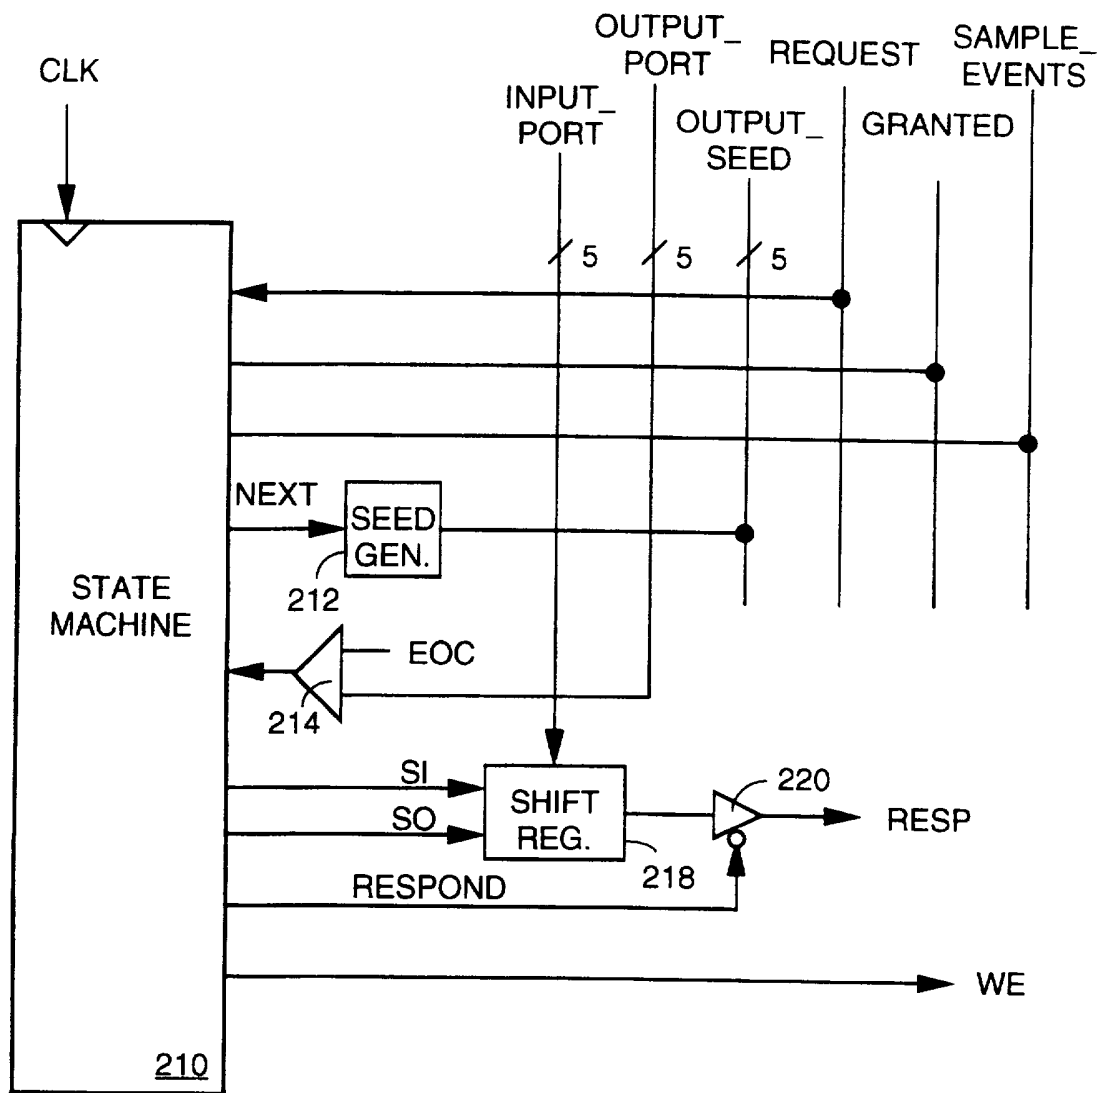 CLK
INPUT_
PORT
OUTPUT_
PORT
OUTPUT_
SEED
REQUEST
GRANTED
SAMPLE_
EVENTS
5
5
5
NEXT
SEED
GEN.
212
STATE
MACHINE
EOC
214
SI
SO
SHIFT
REG.
218
220
RESP
RESPOND
WE
210